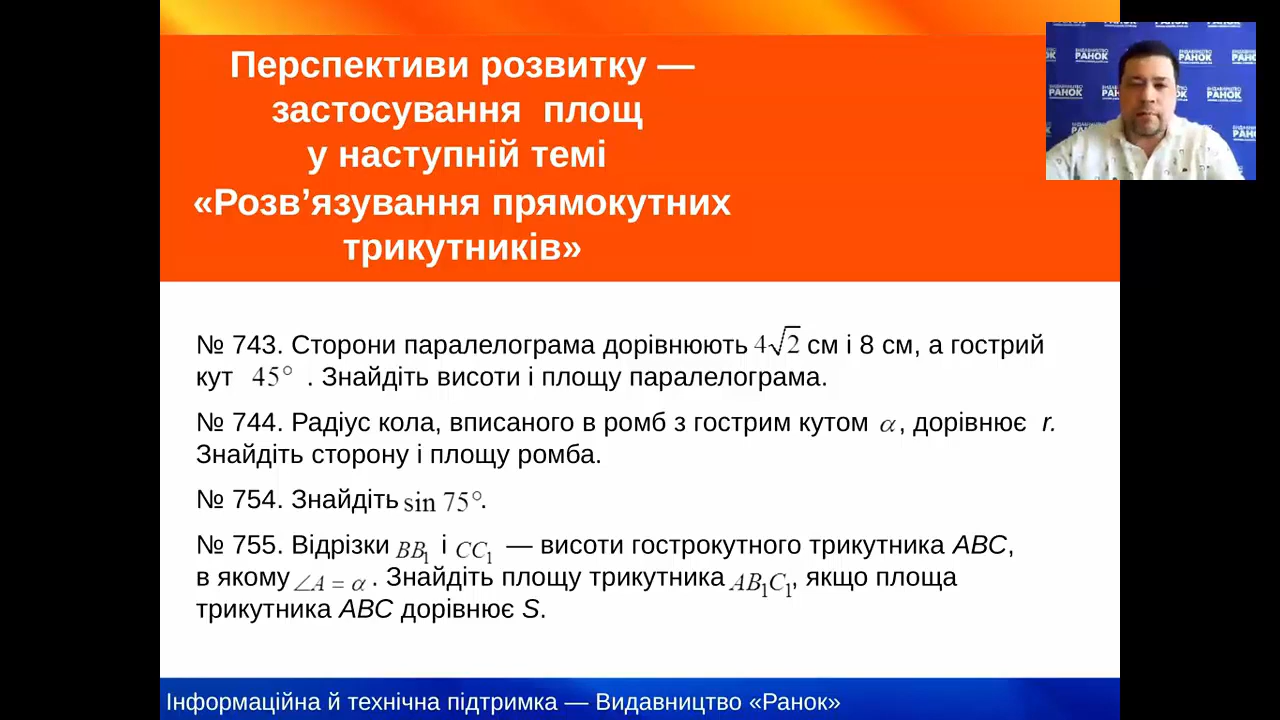 Перспективи розвитку —
застосування площ
у наступній темі
«Розв’язування прямокутних
трикутників»
№ 743. Сторони паралелограма дорівнюють 4√2 см і 8 см, а гострий
кут 45° . Знайдіть висоти і площу паралелограма.
№ 744. Радіус кола, вписаного в ромб з гострим кутом α, дорівнює r.
Знайдіть сторону і площу ромба.
№ 754. Знайдіть sin 75°.
№ 755. Відрізки BB₁ і CC₁ — висоти гострокутного трикутника ABC,
в якому ∠A = α . Знайдіть площу трикутника AB₁C₁, якщо площа
трикутника ABC дорівнює S.
Інформаційна й технічна підтримка — Видавництво «Ранок»
ВИДАВНИЦТВО
РАНОК